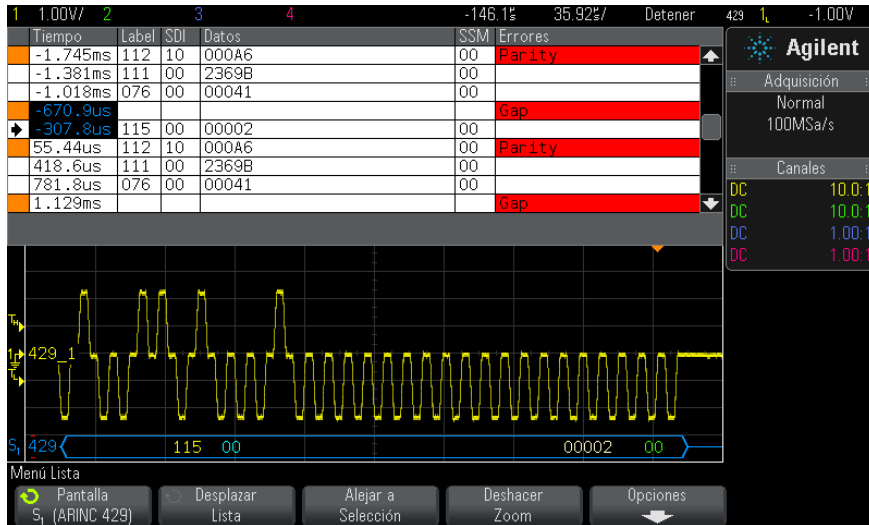 1 1.00V/ 2 3 4 -146.1% 35.92%/ Detener 429 1L -1.00V
Tiempo Label SDI Datos SSM Errores
-1.745ms 112 10 000A6 00 Parity
-1.381ms 111 00 2369B 00
-1.018ms 076 00 00041 00
-670.9us Gap
-307.8us 115 00 00002 00
55.44us 112 10 000A6 00 Parity
418.6us 111 00 2369B 00
781.8us 076 00 00041 00
1.129ms Gap
Agilent
Adquisición
Normal
100MSa/s
Canales
DC 10.0:1
DC 10.0:1
DC 1.00:1
DC 1.00:1
TH
1 429_1
TL
S1 429 115 00 00002 00
Menú Lista
Pantalla
S1 (ARINC 429)
Desplazar
Lista
Alejar a
Selección
Deshacer
Zoom
Opciones